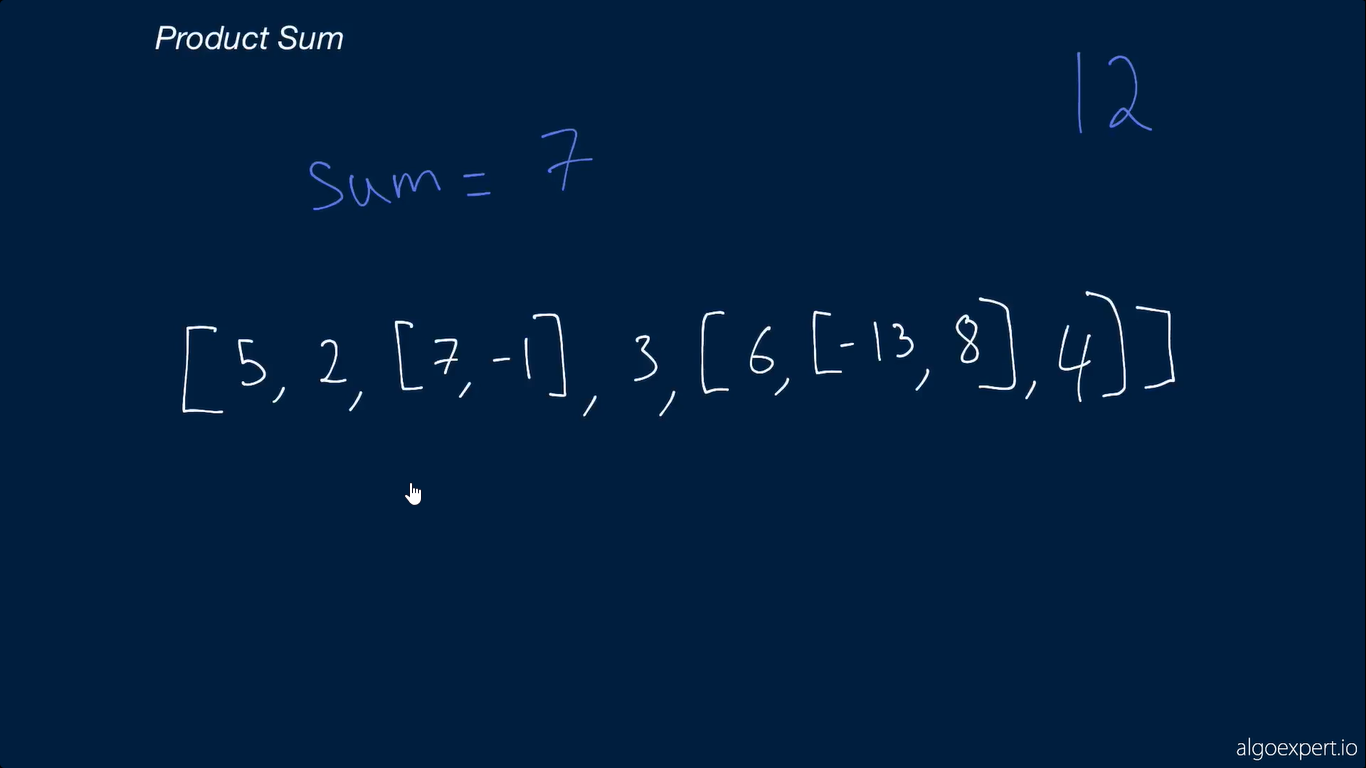 Product Sum
12
Sum = 7
[5, 2, [7, -1], 3, [6, [-13, 8], 4]]
algoexpert.io